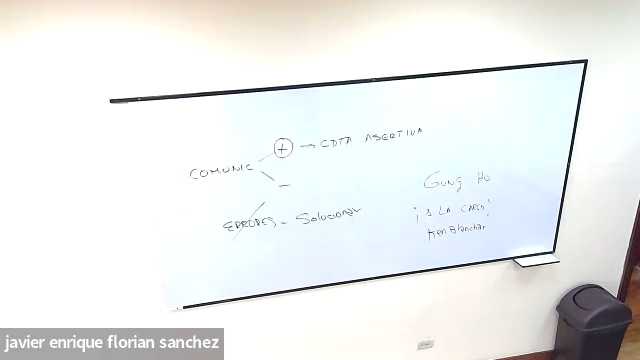 COMUNIC
+ → CDTA ASERTIVA
-
ERRORES - Solucionar
Gung Ho
¡ A LA CARGA!
Ken Blanchar
javier enrique florian sanchez